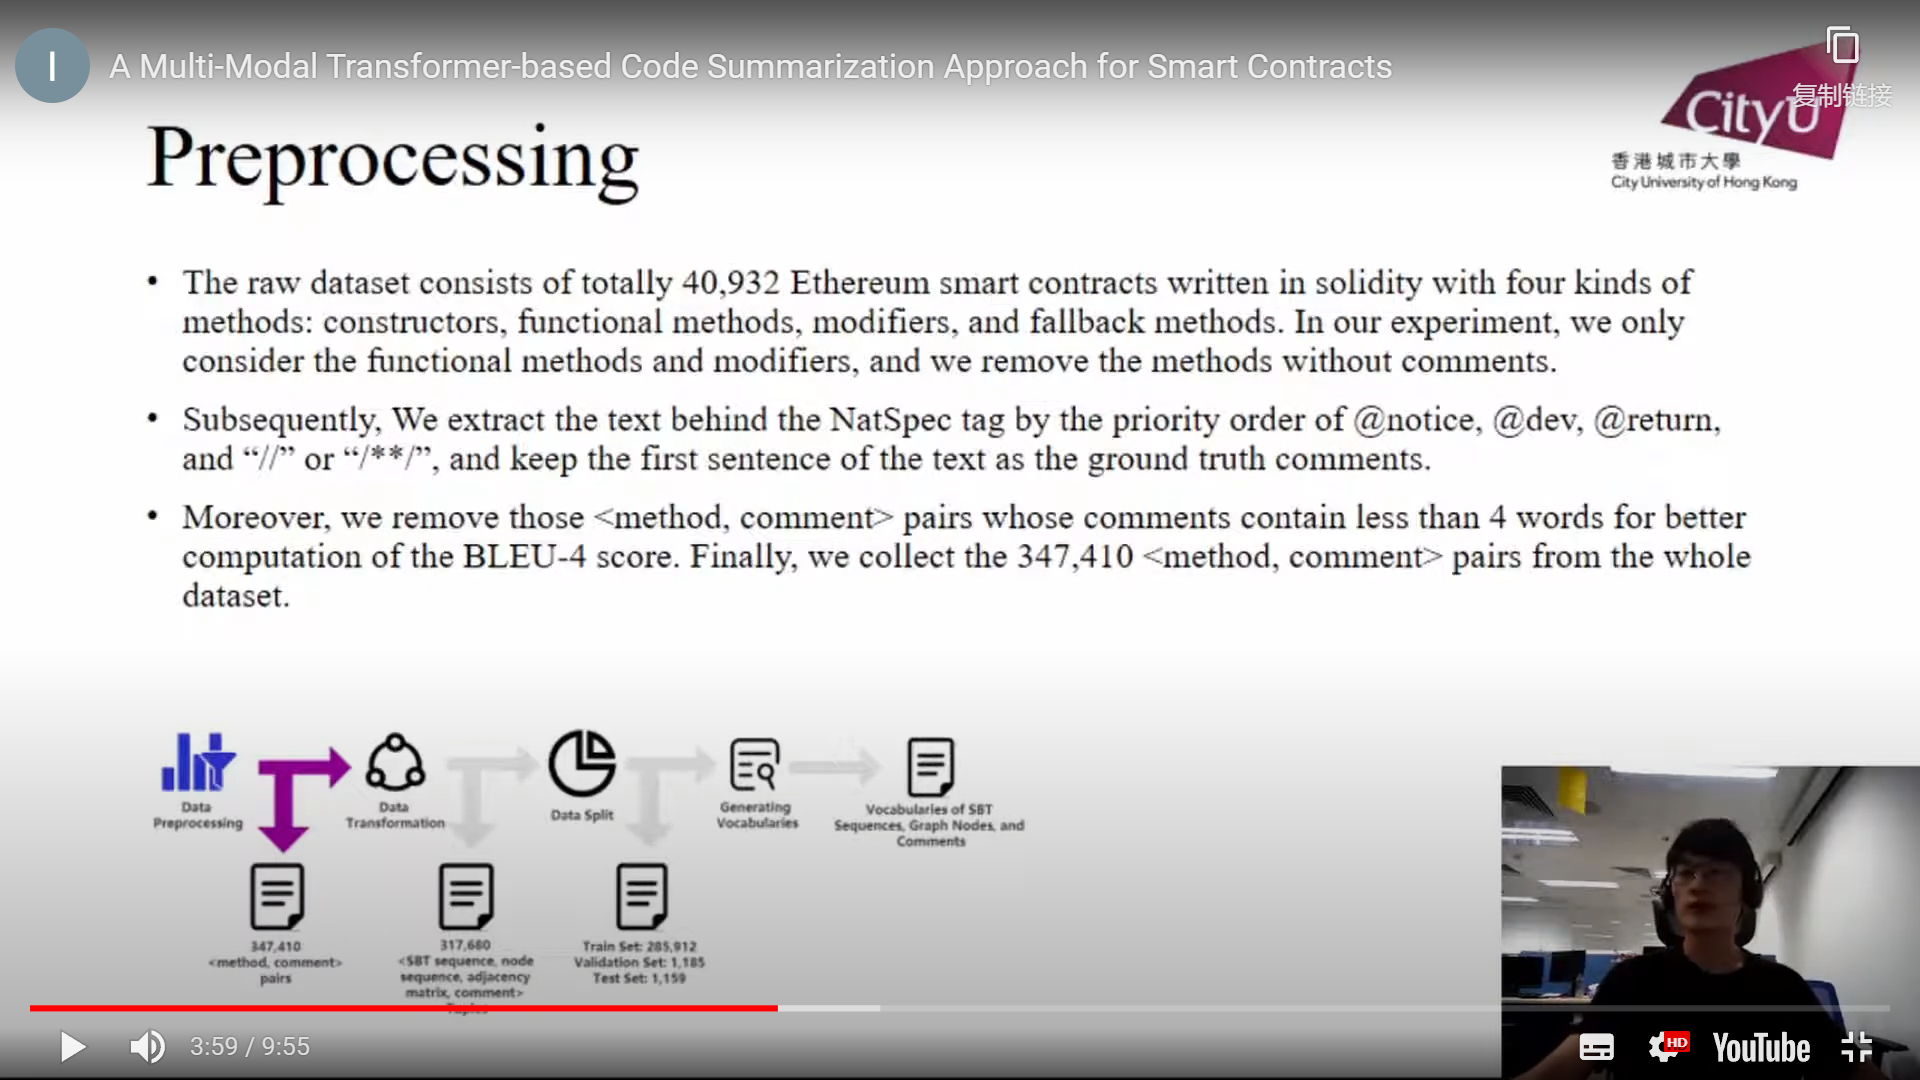 I
A Multi-Modal Transformer-based Code Summarization Approach for Smart Contracts
复制链接
CityU
香港城市大學
City University of Hong Kong
Preprocessing
• The raw dataset consists of totally 40,932 Ethereum smart contracts written in solidity with four kinds of
methods: constructors, functional methods, modifiers, and fallback methods. In our experiment, we only
consider the functional methods and modifiers, and we remove the methods without comments.
• Subsequently, We extract the text behind the NatSpec tag by the priority order of @notice, @dev, @return,
and “//” or “/**/”, and keep the first sentence of the text as the ground truth comments.
• Moreover, we remove those <method, comment> pairs whose comments contain less than 4 words for better
computation of the BLEU-4 score. Finally, we collect the 347,410 <method, comment> pairs from the whole
dataset.
Data
Preprocessing
Data
Transformation
Data Split
Generating
Vocabularies
Vocabularies of SBT
Sequences, Graph Nodes, and
Comments
347,410
<method, comment>
pairs
317,680
<SBT sequence, node
sequence, adjacency
matrix, comment>
Train Set: 285,912
Validation Set: 1,185
Test Set: 1,159
3:59 / 9:55
HD
YouTube